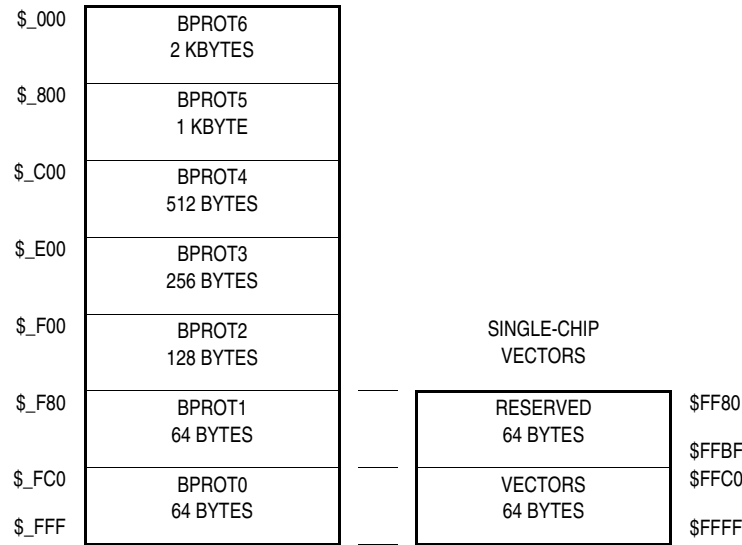 $_000
BPROT6
2 KBYTES
$_800
BPROT5
1 KBYTE
$_C00
BPROT4
512 BYTES
$_E00
BPROT3
256 BYTES
$_F00
BPROT2
128 BYTES
SINGLE-CHIP
VECTORS
$_F80
BPROT1
64 BYTES
RESERVED
64 BYTES
$FF80
$FFBF
$_FC0
BPROT0
64 BYTES
$_FFF
VECTORS
64 BYTES
$FFC0
$FFFF